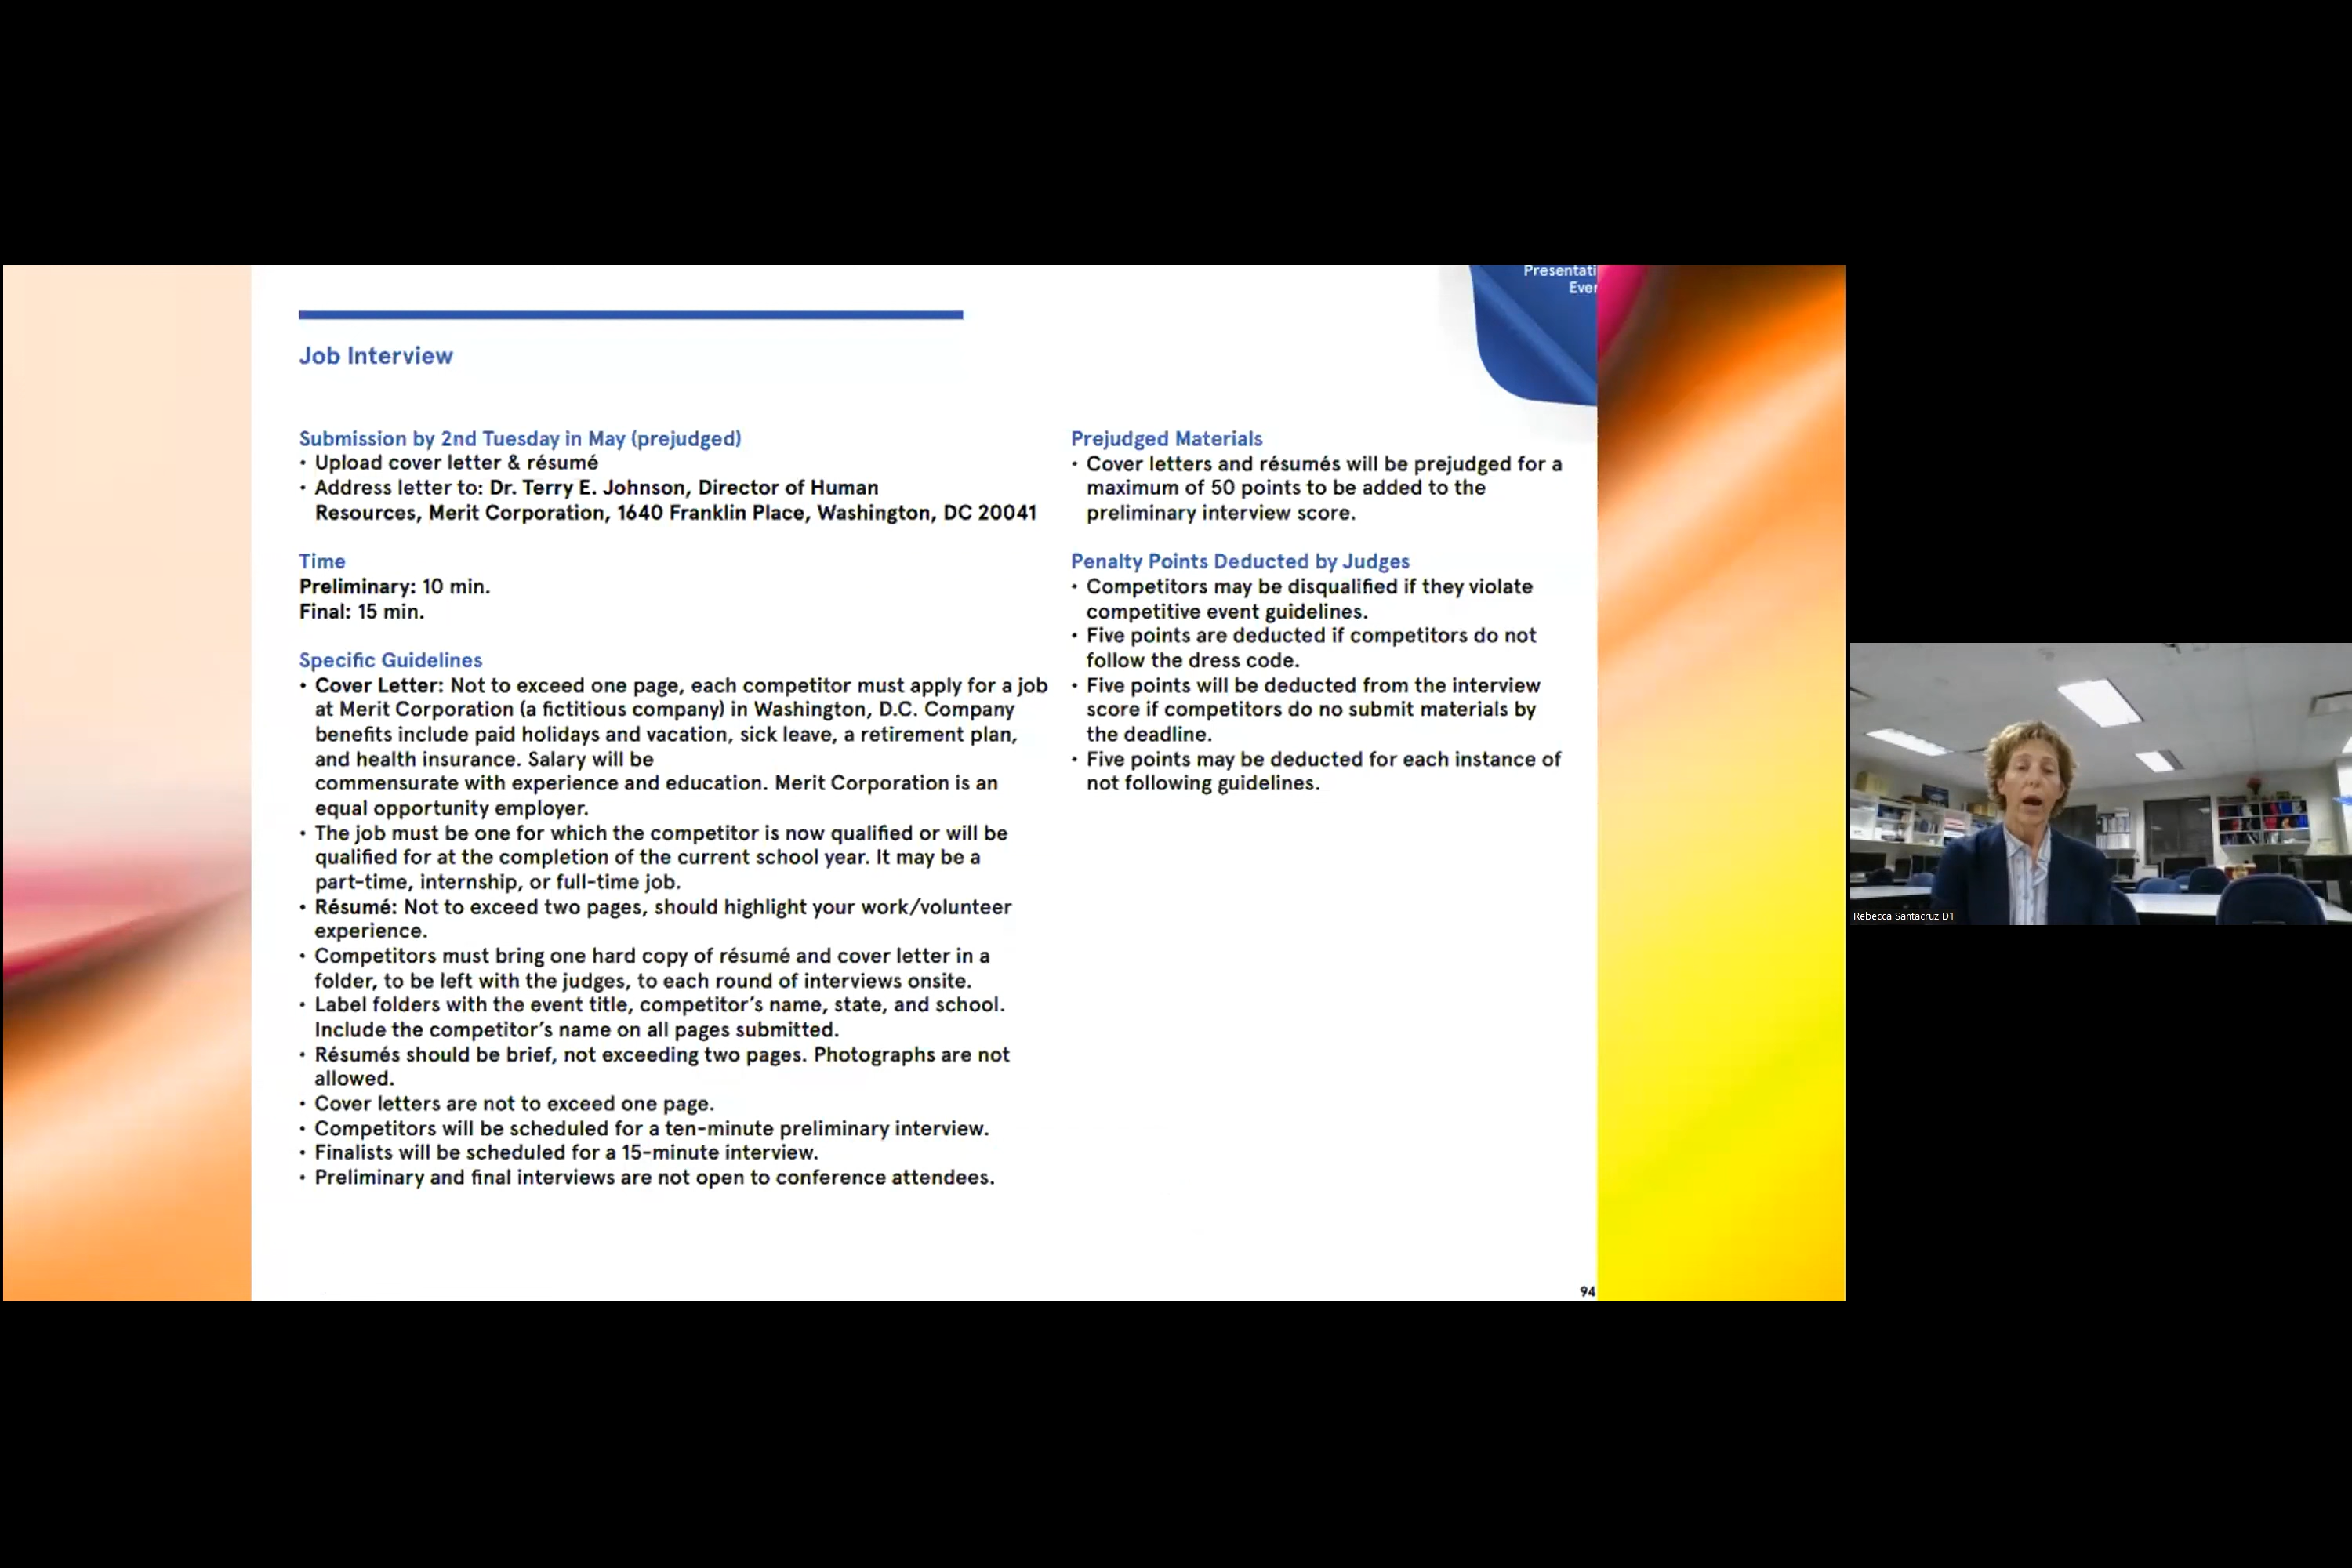 Presentati
Even
Job Interview
Submission by 2nd Tuesday in May (prejudged)
• Upload cover letter & résumé
• Address letter to: Dr. Terry E. Johnson, Director of Human
Resources, Merit Corporation, 1640 Franklin Place, Washington, DC 20041
Time
Preliminary: 10 min.
Final: 15 min.
Specific Guidelines
• Cover Letter: Not to exceed one page, each competitor must apply for a job
at Merit Corporation (a fictitious company) in Washington, D.C. Company
benefits include paid holidays and vacation, sick leave, a retirement plan,
and health insurance. Salary will be
commensurate with experience and education. Merit Corporation is an
equal opportunity employer.
• The job must be one for which the competitor is now qualified or will be
qualified for at the completion of the current school year. It may be a
part-time, internship, or full-time job.
• Résumé: Not to exceed two pages, should highlight your work/volunteer
experience.
• Competitors must bring one hard copy of résumé and cover letter in a
folder, to be left with the judges, to each round of interviews onsite.
• Label folders with the event title, competitor's name, state, and school.
Include the competitor's name on all pages submitted.
• Résumés should be brief, not exceeding two pages. Photographs are not
allowed.
• Cover letters are not to exceed one page.
• Competitors will be scheduled for a ten-minute preliminary interview.
• Finalists will be scheduled for a 15-minute interview.
• Preliminary and final interviews are not open to conference attendees.
Prejudged Materials
• Cover letters and résumés will be prejudged for a
maximum of 50 points to be added to the
preliminary interview score.
Penalty Points Deducted by Judges
• Competitors may be disqualified if they violate
competitive event guidelines.
• Five points are deducted if competitors do not
follow the dress code.
• Five points will be deducted from the interview
score if competitors do no submit materials by
the deadline.
• Five points may be deducted for each instance of
not following guidelines.
94
Rebecca Santacruz D1